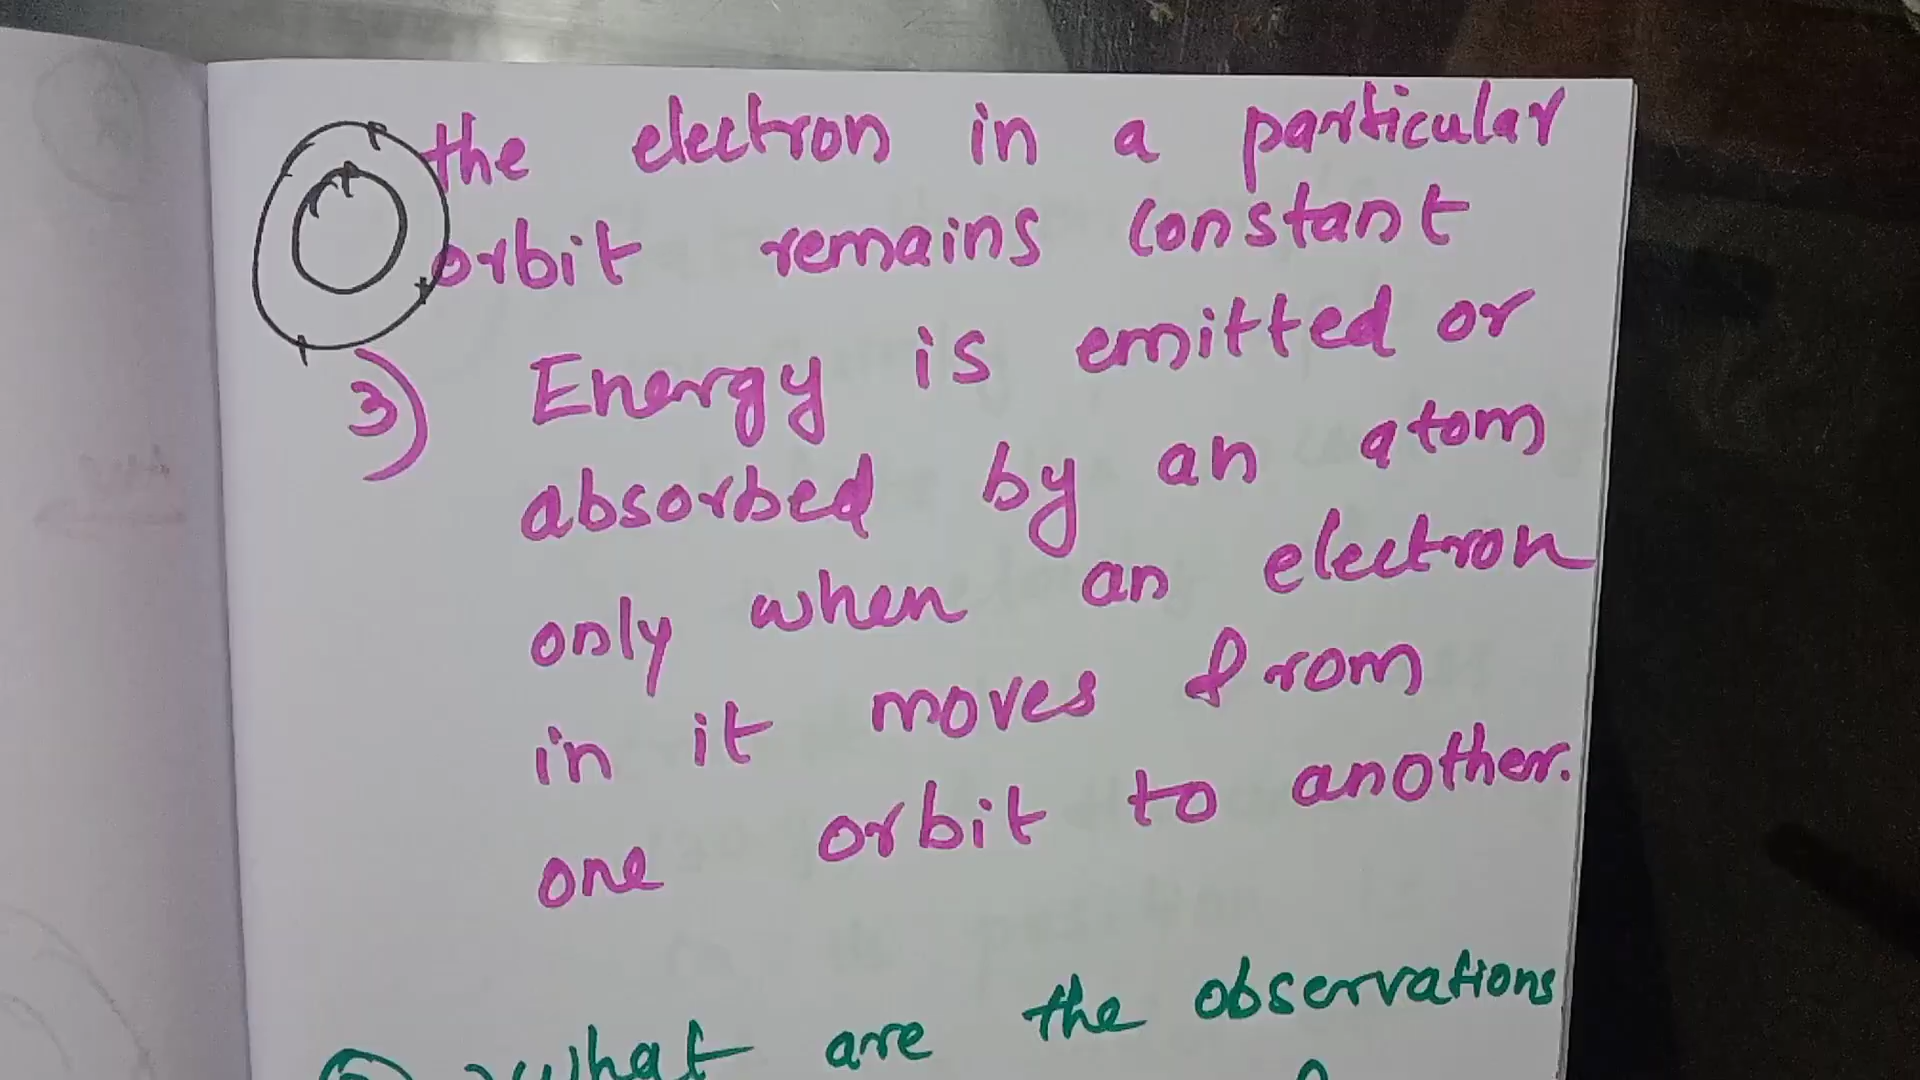 the electron in a particular
orbit remains constant
3) Energy is emitted or
absorbed by an atom
only when an electron
in it moves from
one orbit to another.
what are the observations